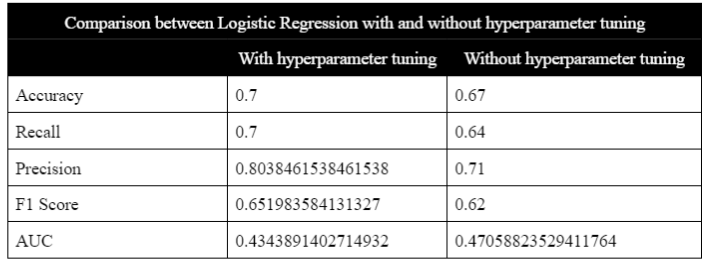 Comparison between Logistic Regression with and without hyperparameter tuning
With hyperparameter tuning Without hyperparameter tuning
Accuracy 0.7 0.67
Recall 0.7 0.64
Precision 0.8038461538461538 0.71
F1 Score 0.651983584131327 0.62
AUC 0.4343891402714932 0.47058823529411764